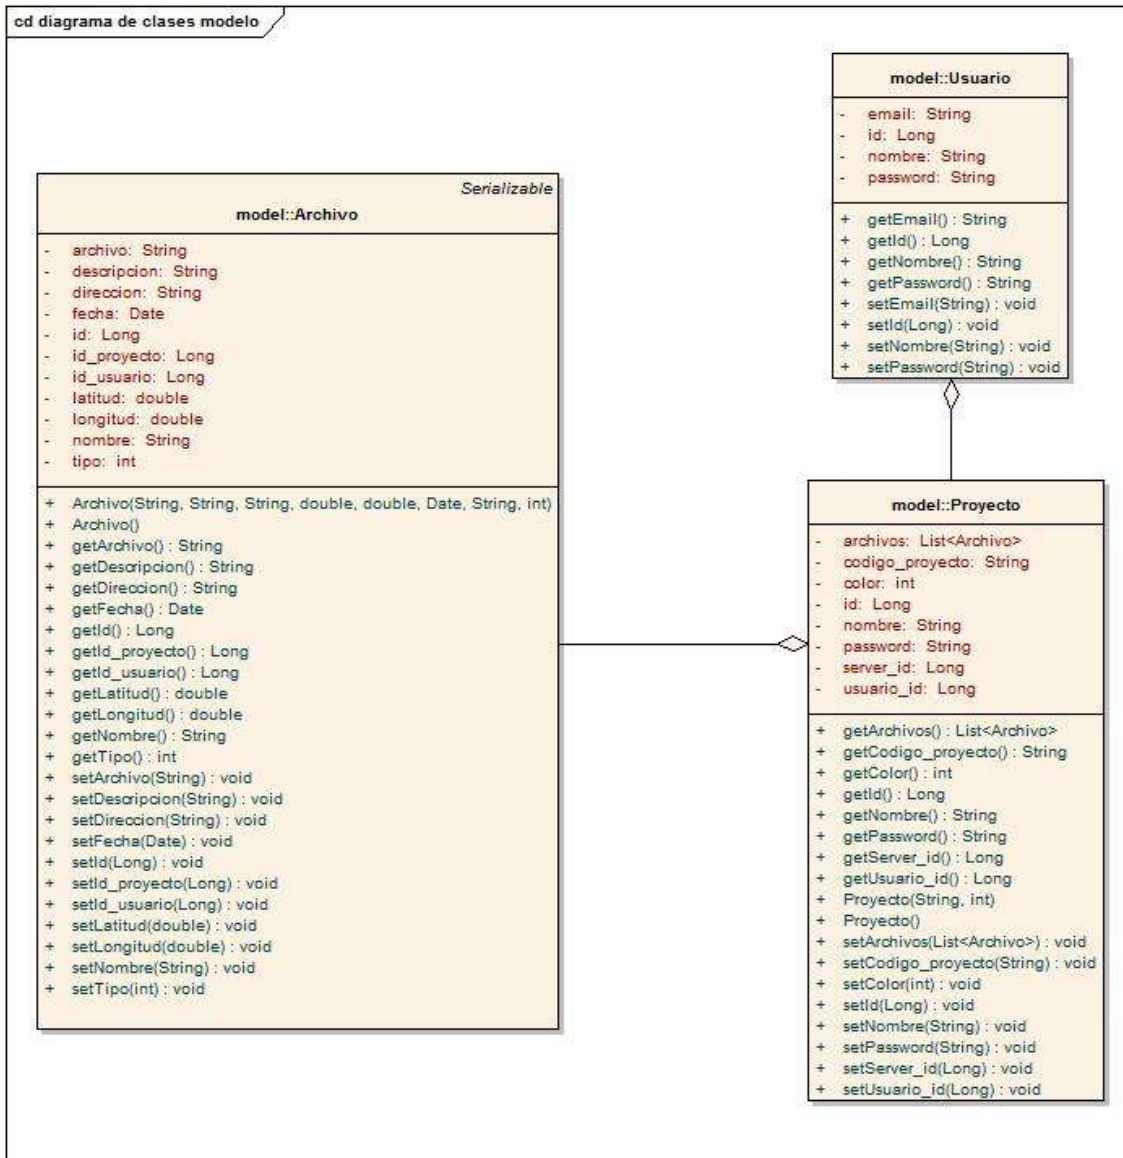 cd diagrama de clases modelo
model::Usuario
- email: String
- id: Long
- nombre: String
- password: String
+ getEmail() : String
+ getId() : Long
+ getNombre() : String
+ getPassword() : String
+ setEmail(String) : void
+ setId(Long) : void
+ setNombre(String) : void
+ setPassword(String) : void
Serializable
model::Archivo
- archivo: String
- descripcion: String
- direccion: String
- fecha: Date
- id: Long
- id_proyecto: Long
- id_usuario: Long
- latitud: double
- longitud: double
- nombre: String
- tipo: int
+ Archivo(String, String, String, double, double, Date, String, int)
+ Archivo()
+ getArchivo() : String
+ getDescripcion() : String
+ getDireccion() : String
+ getFecha() : Date
+ getId() : Long
+ getId_proyecto() : Long
+ getId_usuario() : Long
+ getLatitud() : double
+ getLongitud() : double
+ getNombre() : String
+ getTipo() : int
+ setArchivo(String) : void
+ setDescripcion(String) : void
+ setDireccion(String) : void
+ setFecha(Date) : void
+ setId(Long) : void
+ setId_proyecto(Long) : void
+ setId_usuario(Long) : void
+ setLatitud(double) : void
+ setLongitud(double) : void
+ setNombre(String) : void
+ setTipo(int) : void
model::Proyecto
- archivos: List<Archivo>
- codigo_proyecto: String
- color: int
- id: Long
- nombre: String
- password: String
- server_id: Long
- usuario_id: Long
+ getArchivos() : List<Archivo>
+ getCodigo_proyecto() : String
+ getColor() : int
+ getId() : Long
+ getNombre() : String
+ getPassword() : String
+ getServer_id() : Long
+ getUsuario_id() : Long
+ Proyecto(String, int)
+ Proyecto()
+ setArchivos(List<Archivo>) : void
+ setCodigo_proyecto(String) : void
+ setColor(int) : void
+ setId(Long) : void
+ setNombre(String) : void
+ setPassword(String) : void
+ setServer_id(Long) : void
+ setUsuario_id(Long) : void